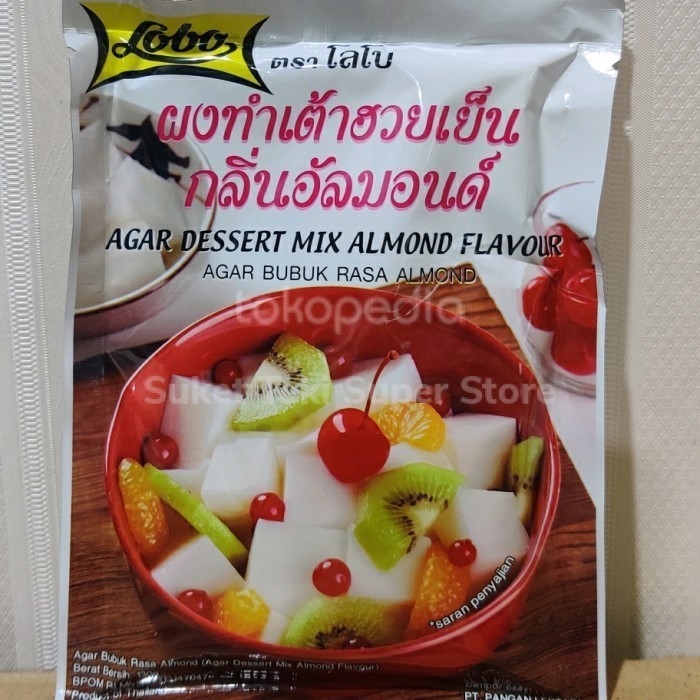 Lobo
ตรา โลโบ
ผงทำเต้าฮวยเย็น
กลิ่นอัลมอนด์
AGAR DESSERT MIX ALMOND FLAVOUR
AGAR BUBUK RASA ALMOND
tokopedia
Super Store
*saran penyajian
Agar Bubuk Rasa Almond (Agar Dessert Mix Almond Flavour)
Berat Bersih
BPOM
Product of Thailand
PT. PANGAN